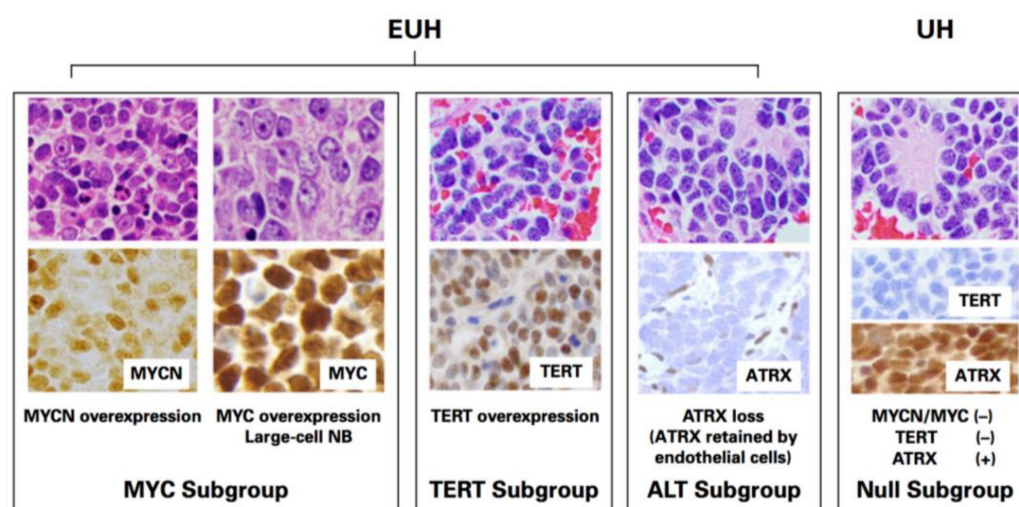 EUH
UH
MYCN
MYC
TERT
ATRX
TERT
ATRX
MYCN overexpression
MYC overexpression
Large-cell NB
TERT overexpression
ATRX loss
(ATRX retained by
endothelial cells)
MYCN/MYC (–)
TERT (–)
ATRX (+)
MYC Subgroup
TERT Subgroup
ALT Subgroup
Null Subgroup